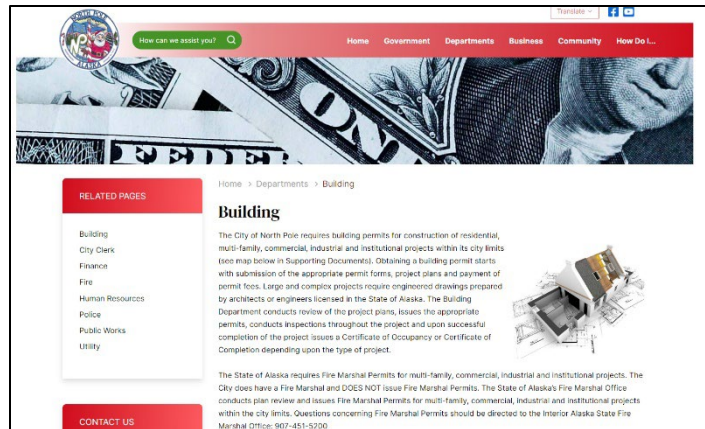 Translate
NORTH POLE
ALASKA
How can we assist you?
Home Government Departments Business Community How Do I...
FEDER
ONE
RELATED PAGES
Building
City Clerk
Finance
Fire
Human Resources
Police
Public Works
Utility
CONTACT US
Home > Departments > Building
Building
The City of North Pole requires building permits for construction of residential,
multi-family, commercial, industrial and institutional projects within its city limits
(see map below in Supporting Documents). Obtaining a building permit starts
with submission of the appropriate permit forms, project plans and payment of
permit fees. Large and complex projects require engineered drawings prepared
by architects or engineers licensed in the State of Alaska. The Building
Department conducts review of the project plans, issues the appropriate
permits, conducts inspections throughout the project and upon successful
completion of the project issues a Certificate of Occupancy or Certificate of
Completion depending upon the type of project.
The State of Alaska requires Fire Marshal Permits for multi-family, commercial, industrial and institutional projects. The
City does have a Fire Marshal and DOES NOT issue Fire Marshal Permits. The State of Alaska's Fire Marshal Office
conducts plan review and issues Fire Marshal Permits for multi-family, commercial, industrial and institutional projects
within the city limits. Questions concerning Fire Marshal Permits should be directed to the Interior Alaska State Fire
Marshal Office: 907-451-5200